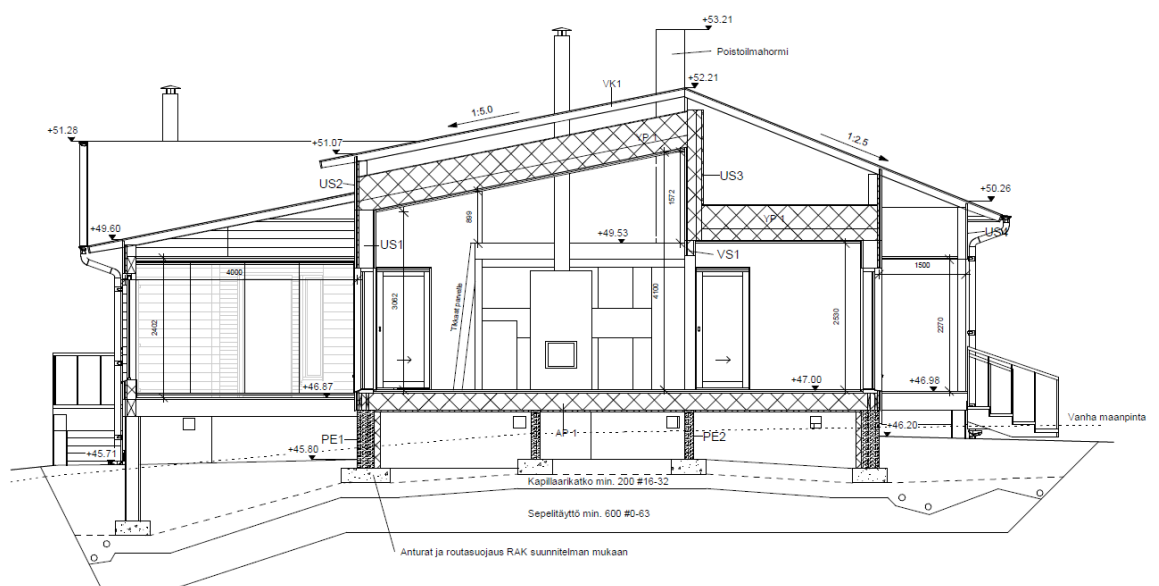 +53.21
Poistoilmahormi
+52.21
VK1
1:5.0
+51.28
+51.07
YP 1
1:2.5
US2
US3
1572
+50.26
899
YP 1
+49.60
+49.53
US4
US1
VS1
4000
1500
Tikkaat parvelle
3062
4100
2402
2530
2270
+46.87
+47.00
+46.98
Vanha maanpinta
+46.20
AP 1
PE1
PE2
+45.71
+45.80
Kapillaarikatko min. 200 #16-32
Sepelitäyttö min. 600 #0-63
Anturat ja routasuojaus RAK suunnitelman mukaan